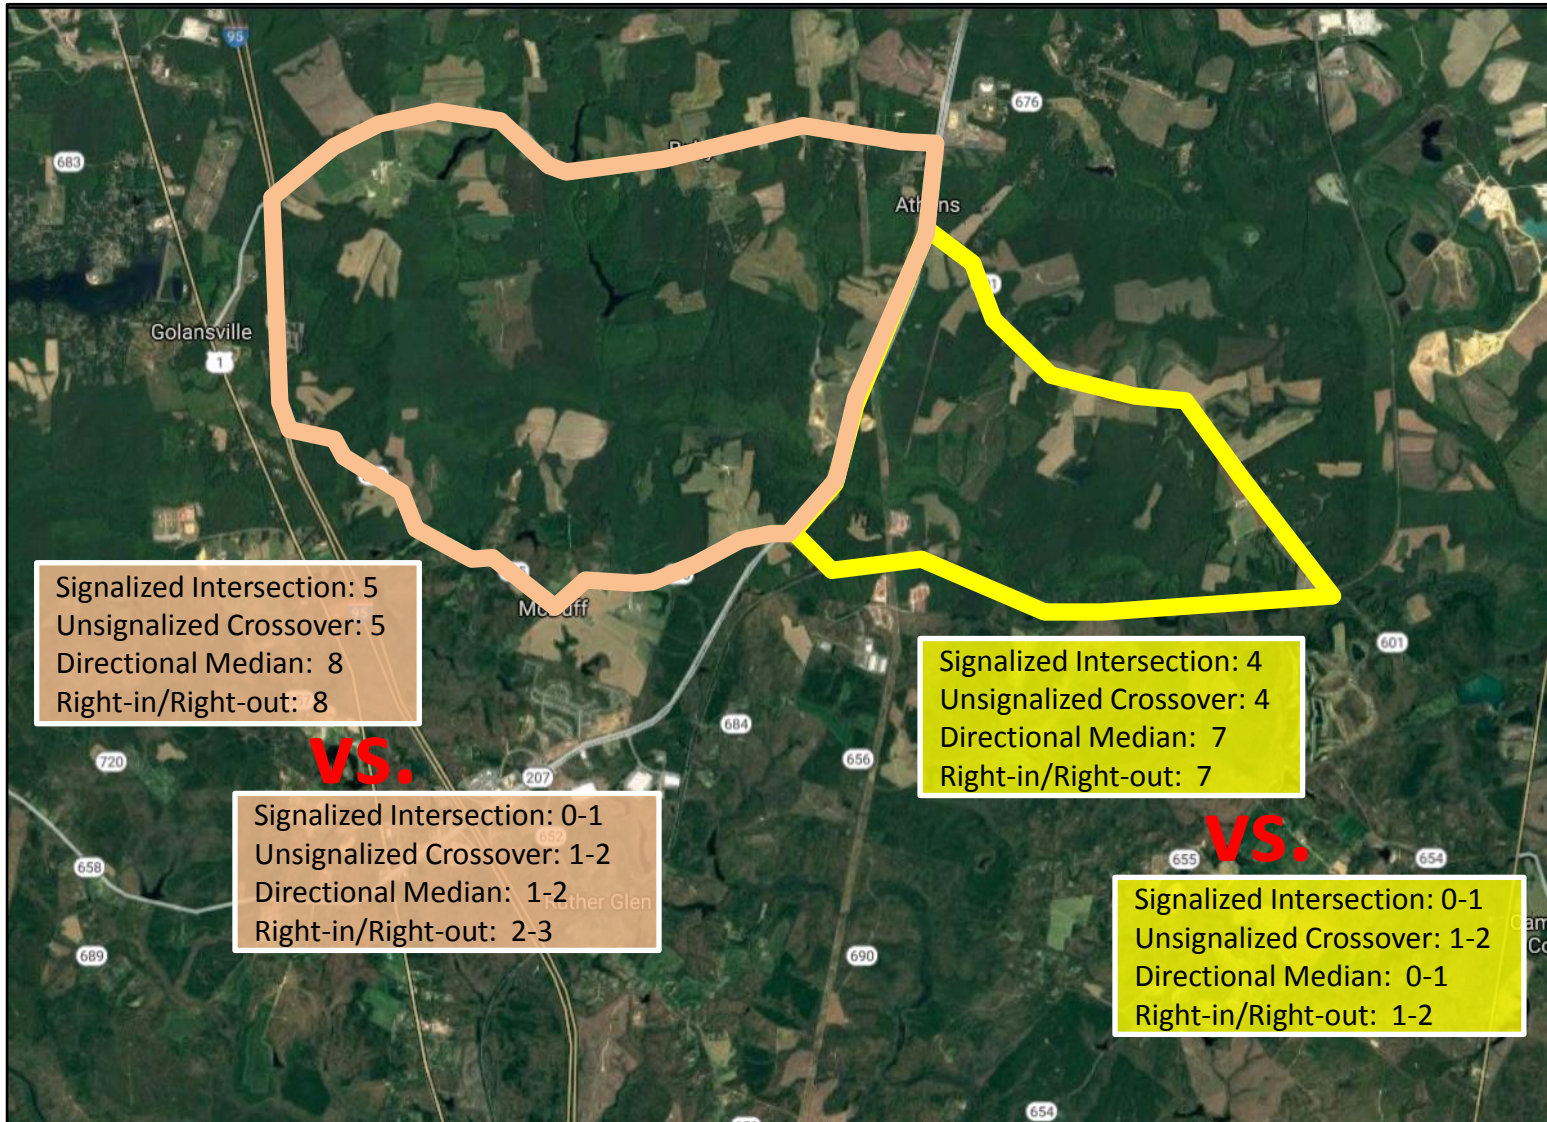 95
676
683
Athens
Golansville
1
Signalized Intersection: 5
Unsignalized Crossover: 5
Directional Median: 8
Right-in/Right-out: 8
vs.
Signalized Intersection: 0-1
Unsignalized Crossover: 1-2
Directional Median: 1-2
Right-in/Right-out: 2-3
Signalized Intersection: 4
Unsignalized Crossover: 4
Directional Median: 7
Right-in/Right-out: 7
vs.
Signalized Intersection: 0-1
Unsignalized Crossover: 1-2
Directional Median: 0-1
Right-in/Right-out: 1-2
601
684
720
656
207
652
658
655
654
Ruther Glen
689
690
654